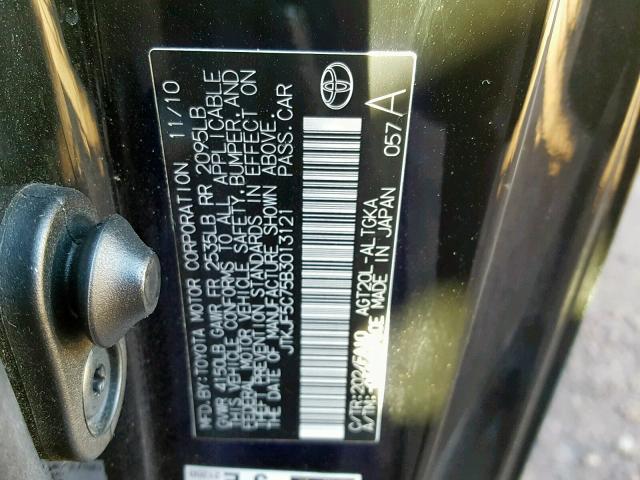 MFD. BY: TOYOTA MOTOR CORPORATION 11/10
GVWR 4150LB GAWR FR 2535LB RR 2095LB
THIS VEHICLE CONFORMS TO ALL APPLICABLE
FEDERAL MOTOR VEHICLE SAFETY, BUMPER, AND
THEFT PREVENTION STANDARDS IN EFFECT ON
THE DATE OF MANUFACTURE SHOWN ABOVE.
JTKJF5C75B3013121 PASS. CAR
C/TR: AGT20L-ALTGKA
A/TM: MADE IN JAPAN 057 A